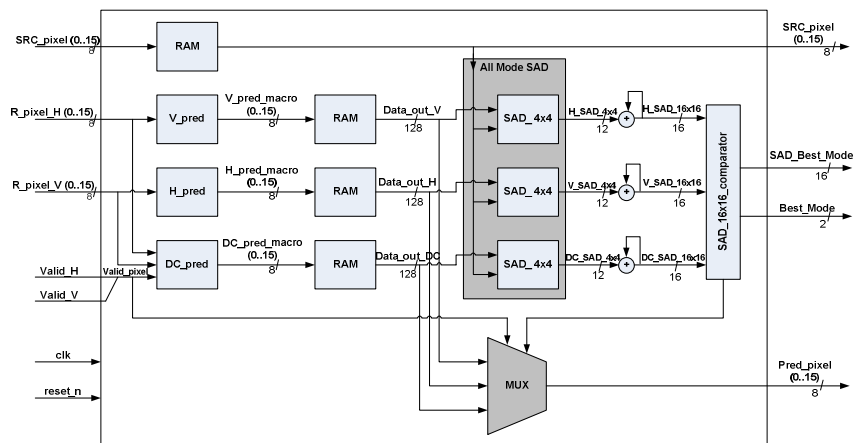 SRC_pixel (0..15)
8
RAM
SRC_pixel
(0..15)
8
All Mode SAD
R_pixel_H (0..15)
8
V_pred
V_pred_macro
(0..15)
8
RAM
Data_out_V
128
SAD_4x4
H_SAD_4x4
12
+
H_SAD_16x16
16
R_pixel_V (0..15)
8
H_pred
H_pred_macro
(0..15)
8
RAM
Data_out_H
128
SAD_4x4
V_SAD_4x4
12
+
V_SAD_16x16
16
SAD_16x16_comparator
SAD_Best_Mode
16
Best_Mode
2
DC_pred
DC_pred_macro
(0..15)
8
RAM
Data_out_DC
128
SAD_4x4
DC_SAD_4x4
12
+
DC_SAD_16x16
16
Valid_H
Valid_pixel
Valid_V
clk
reset_n
MUX
Pred_pixel
(0..15)
8